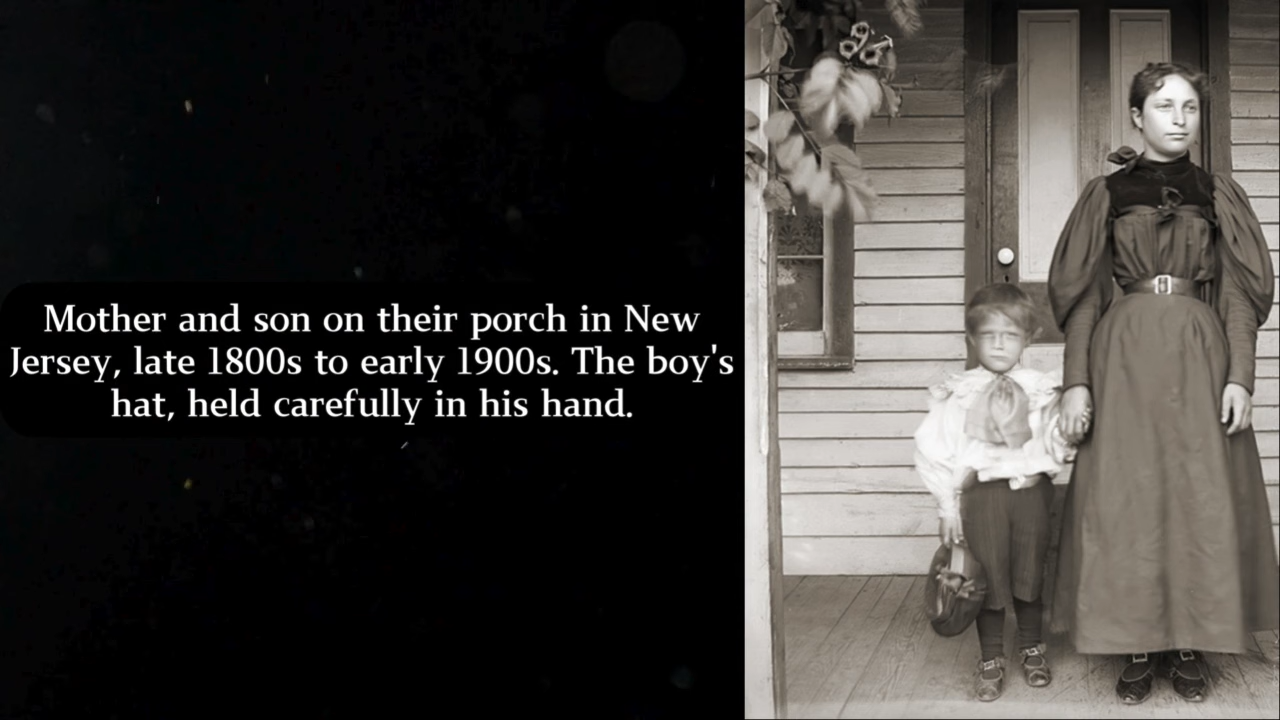 Mother and son on their porch in New
Jersey, late 1800s to early 1900s. The boy's
hat, held carefully in his hand.